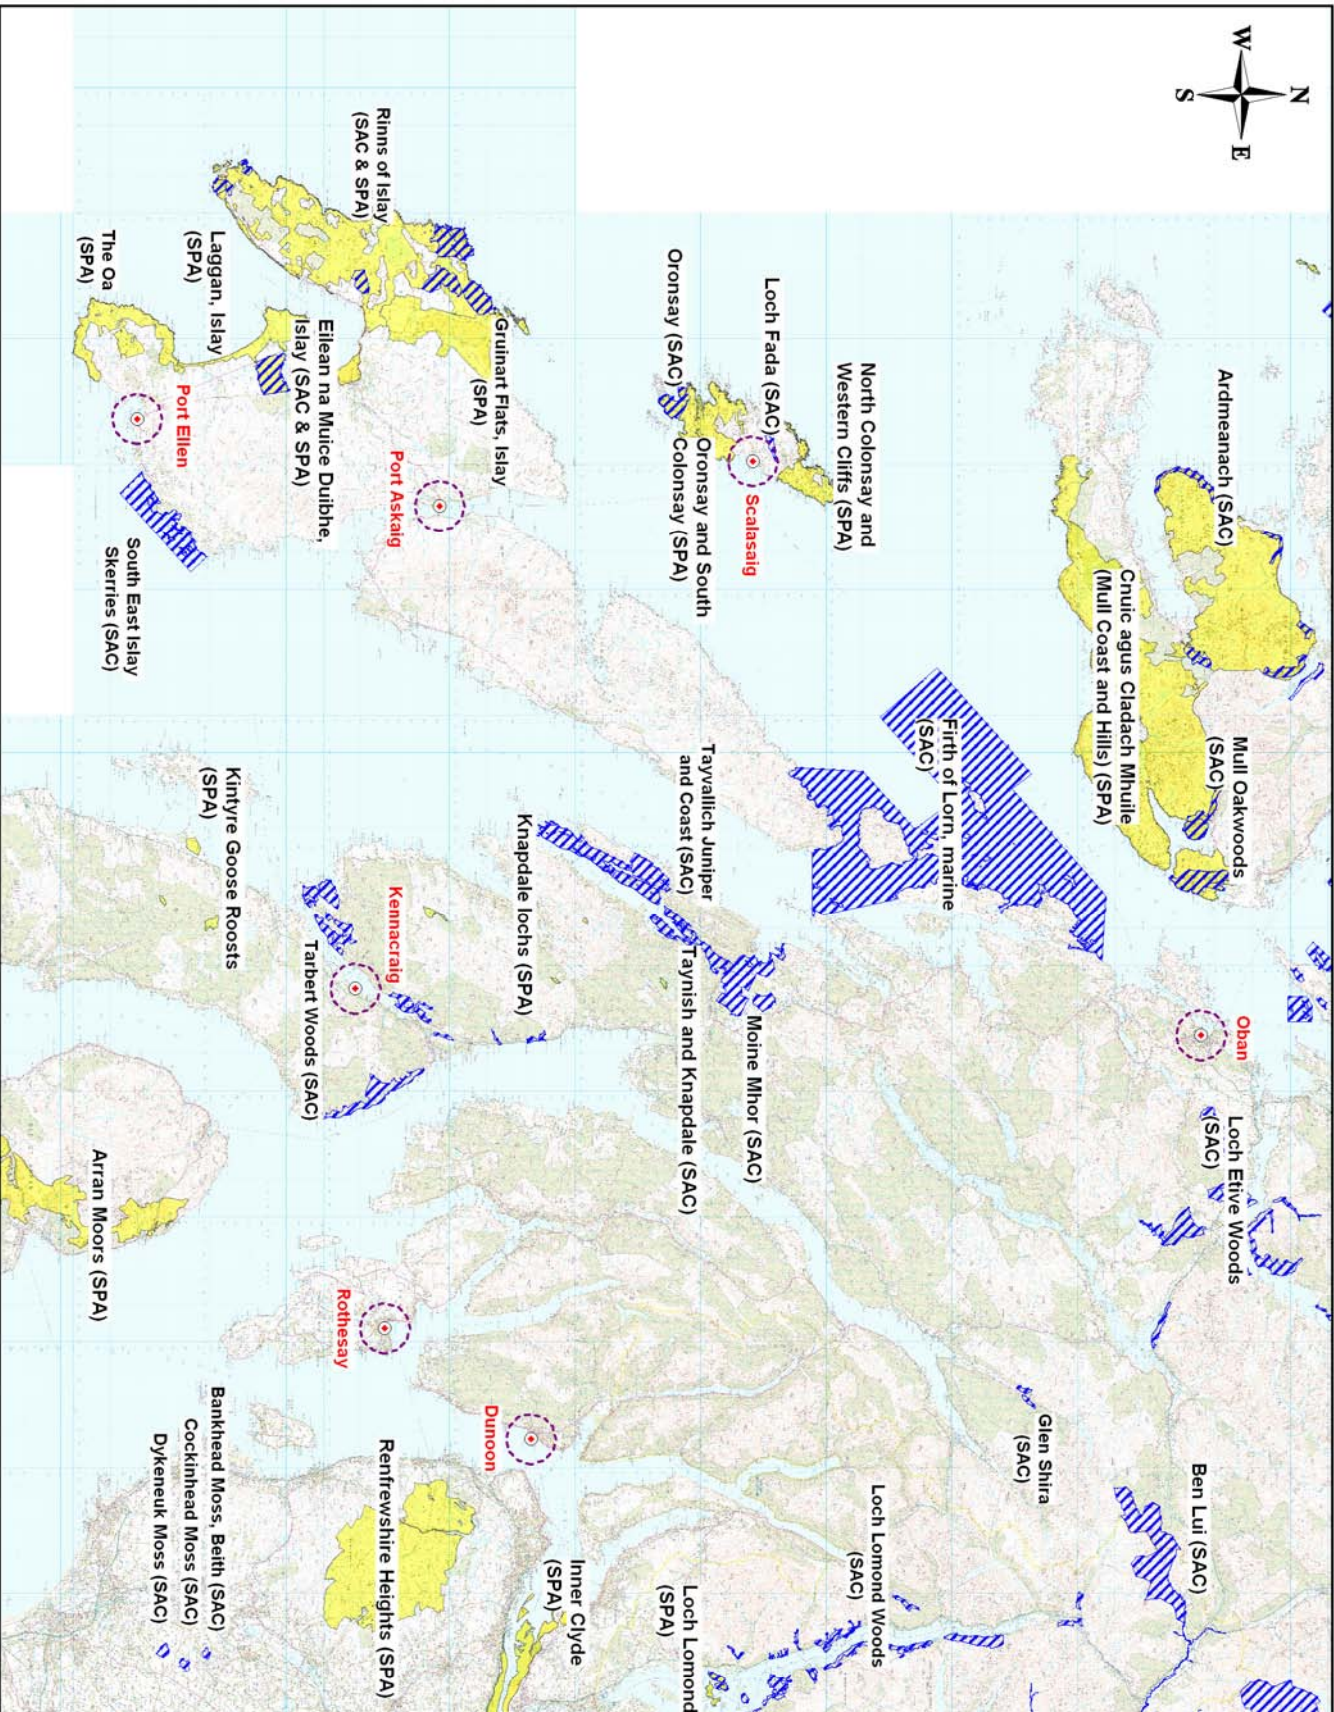 N
W
E
S
Ardmeanach (SAC)
Mull Oakwoods
(SAC)
Cnuic agus Cladach Mhuile
(Mull Coast and Hills) (SPA)
Oban
Loch Etive Woods
(SAC)
Ben Lui (SAC)
Glen Shira
(SAC)
North Colonsay and
Western Cliffs (SPA)
Loch Fada (SAC)
Scalasaig
Oronsay (SAC)
Oronsay and South
Colonsay (SPA)
Firth of Lorn, marine
(SAC)
Moine Mhor (SAC)
Tayvallich Juniper
and Coast (SAC)
Taynish and Knapdale (SAC)
Loch Lomond Woods
(SAC)
Loch Lomond
(SPA)
Gruinart Flats, Islay
(SPA)
Knapdale lochs (SPA)
Dunoon
Inner Clyde
(SPA)
Rinns of Islay
(SAC & SPA)
Port Askaig
Kennacraig
Renfrewshire Heights (SPA)
Rothesay
Eilean na Muice Duibhe,
Islay (SAC & SPA)
Tarbert Woods (SAC)
Laggan, Islay
(SPA)
Port Ellen
Kintyre Goose Roosts
(SPA)
Bankhead Moss, Beith (SAC)
Cockinhead Moss (SAC)
Dykeneuk Moss (SAC)
The Oa
(SPA)
South East Islay
Skerries (SAC)
Arran Moors (SPA)